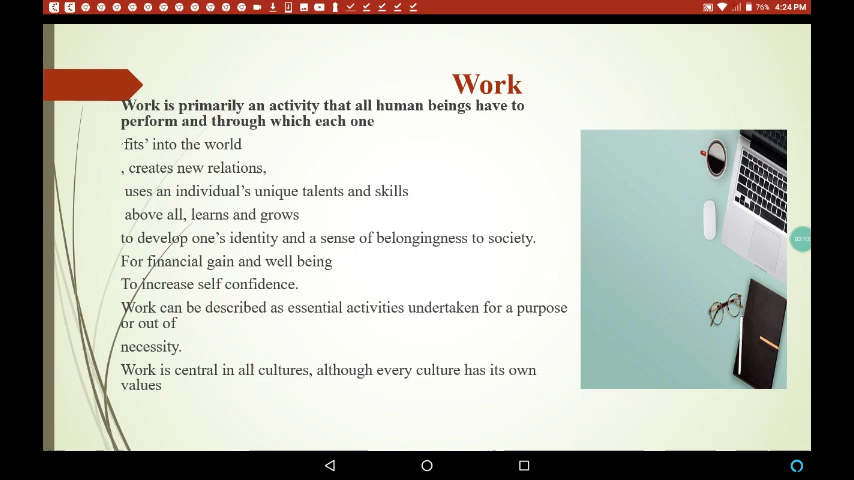 76% 4:24 PM
Work
Work is primarily an activity that all human beings have to
perform and through which each one
‘fits’ into the world
, creates new relations,
uses an individual’s unique talents and skills
above all, learns and grows
to develop one’s identity and a sense of belongingness to society.
For financial gain and well being
To increase self confidence.
Work can be described as essential activities undertaken for a purpose
or out of
necessity.
Work is central in all cultures, although every culture has its own
values